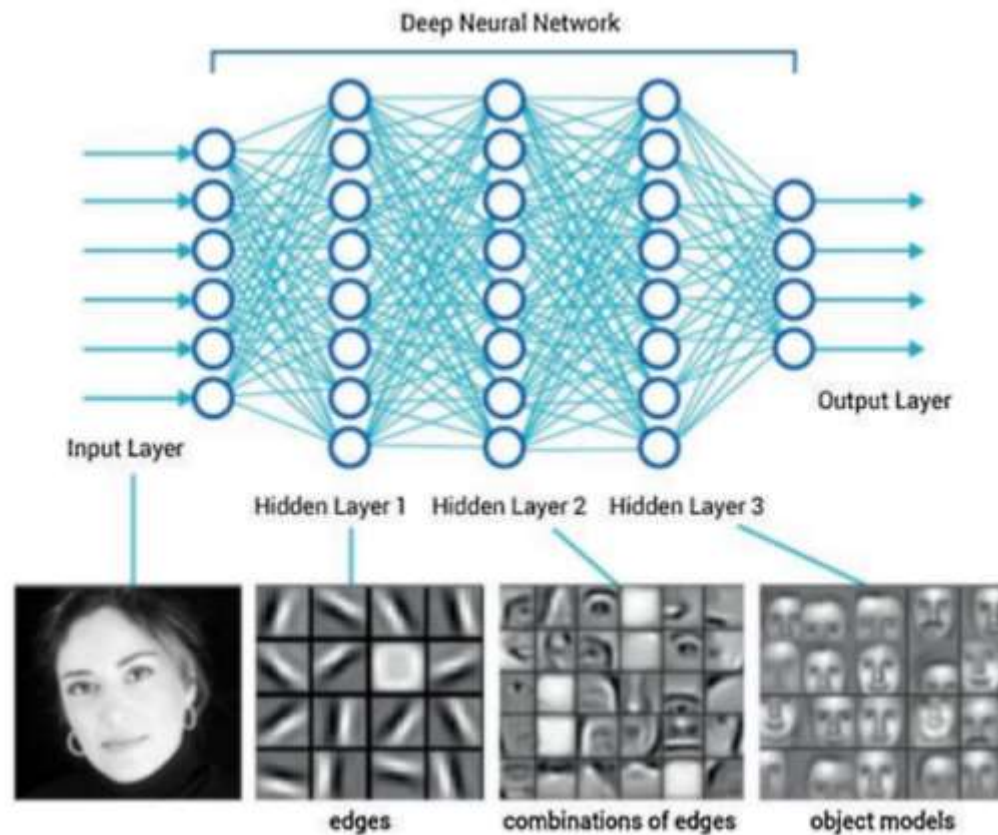 Deep Neural Network
Input Layer
Output Layer
Hidden Layer 1
Hidden Layer 2
Hidden Layer 3
edges
combinations of edges
object models